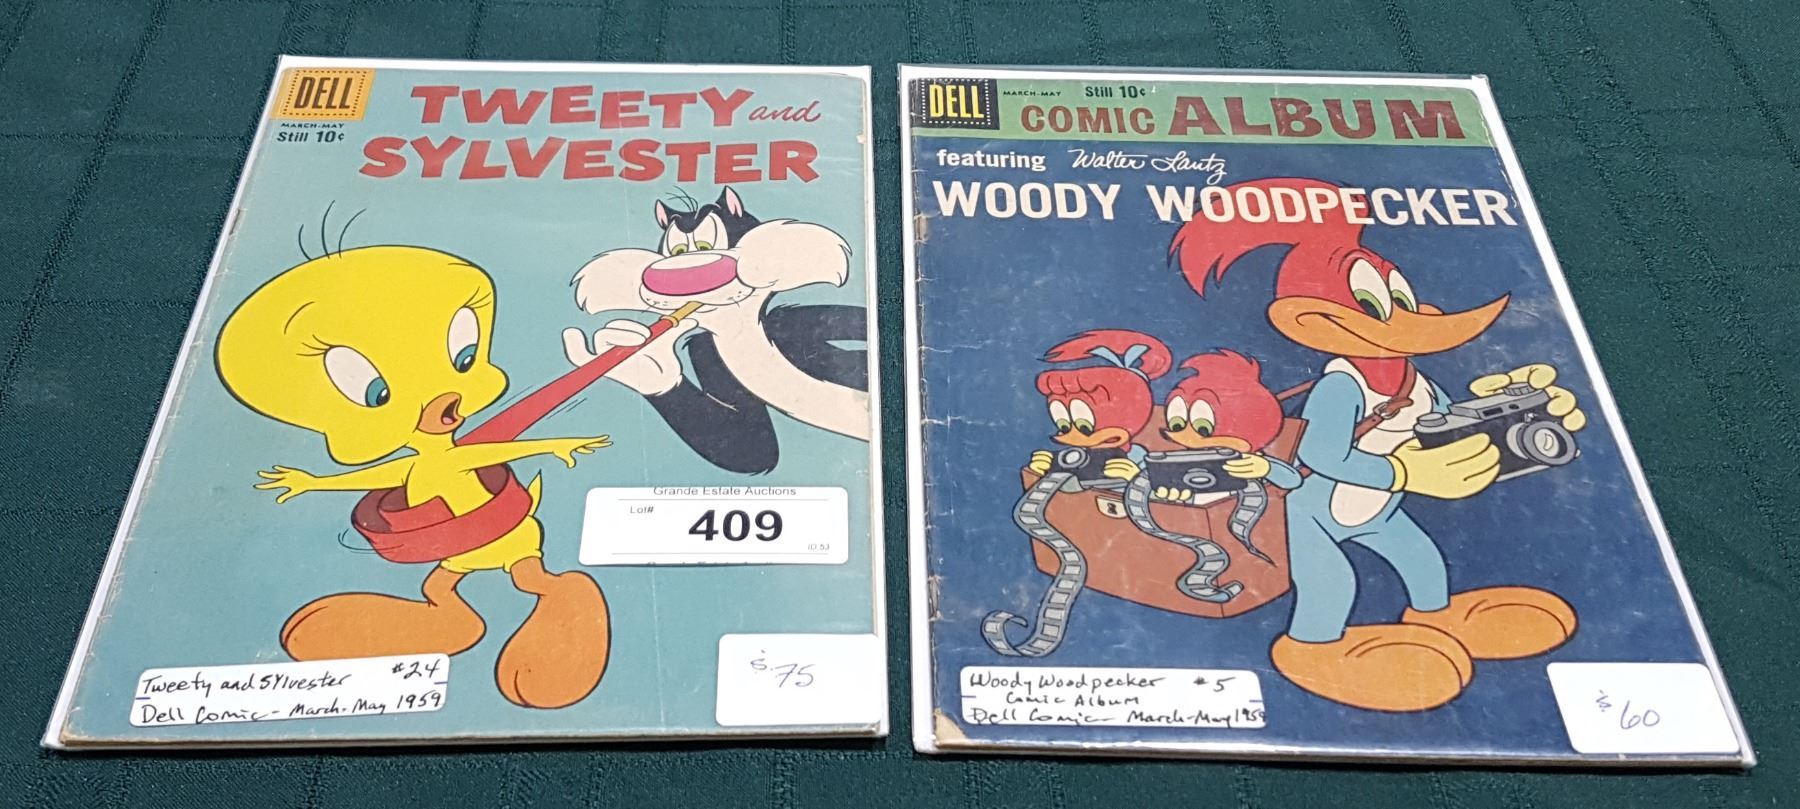 DELL
MARCH-MAY
Still 10¢
TWEETY and
SYLVESTER
Grande Estate Auctions
Lot#
409
ID 53
$75
Tweety and Sylvester #24
Dell Comic - March-May 1959
DELL
MARCH-MAY Still 10¢
COMIC ALBUM
featuring Walter Lantz
WOODY WOODPECKER
Woody Woodpecker #5
Comic Album
Dell Comic - March-May 1959
$60